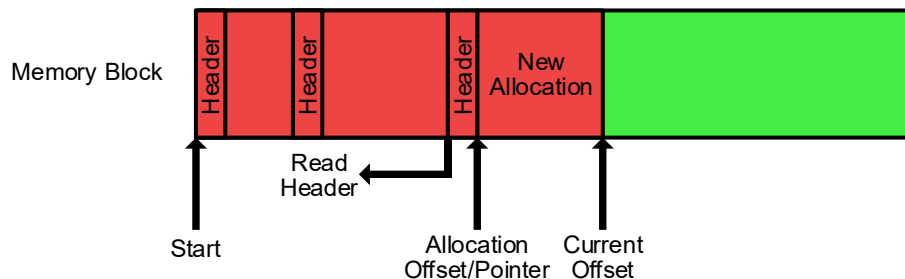 Memory Block
Header
Header
Header
New
Allocation
Read
Header
Start
Allocation
Offset/Pointer
Current
Offset